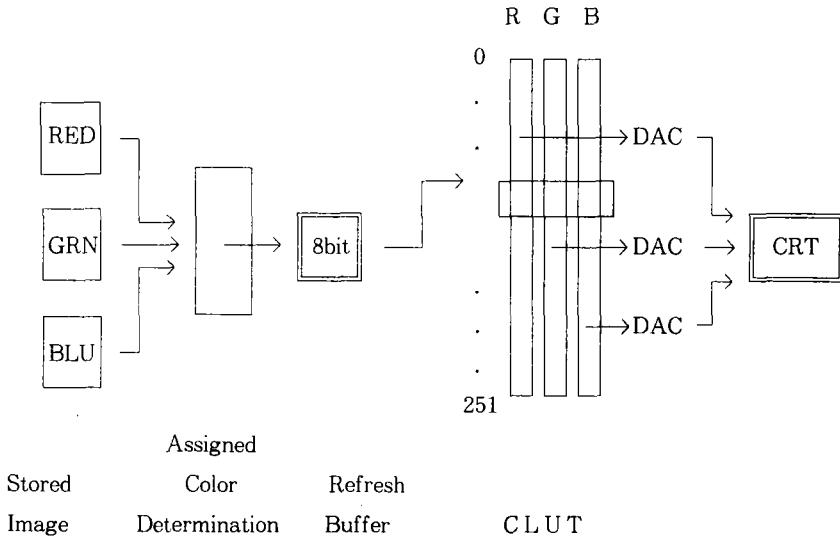 R G B
0
RED
DAC
GRN
8bit
DAC
CRT
BLU
DAC
251
Assigned
Stored Color Refresh
Image Determination Buffer CLUT